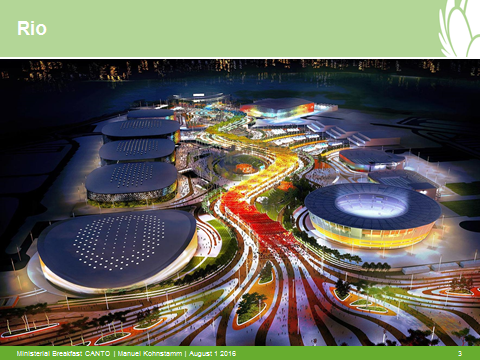 Rio
Ministerial Breakfast CANTO | Manuel Kohnstamm | August 1 2016
3